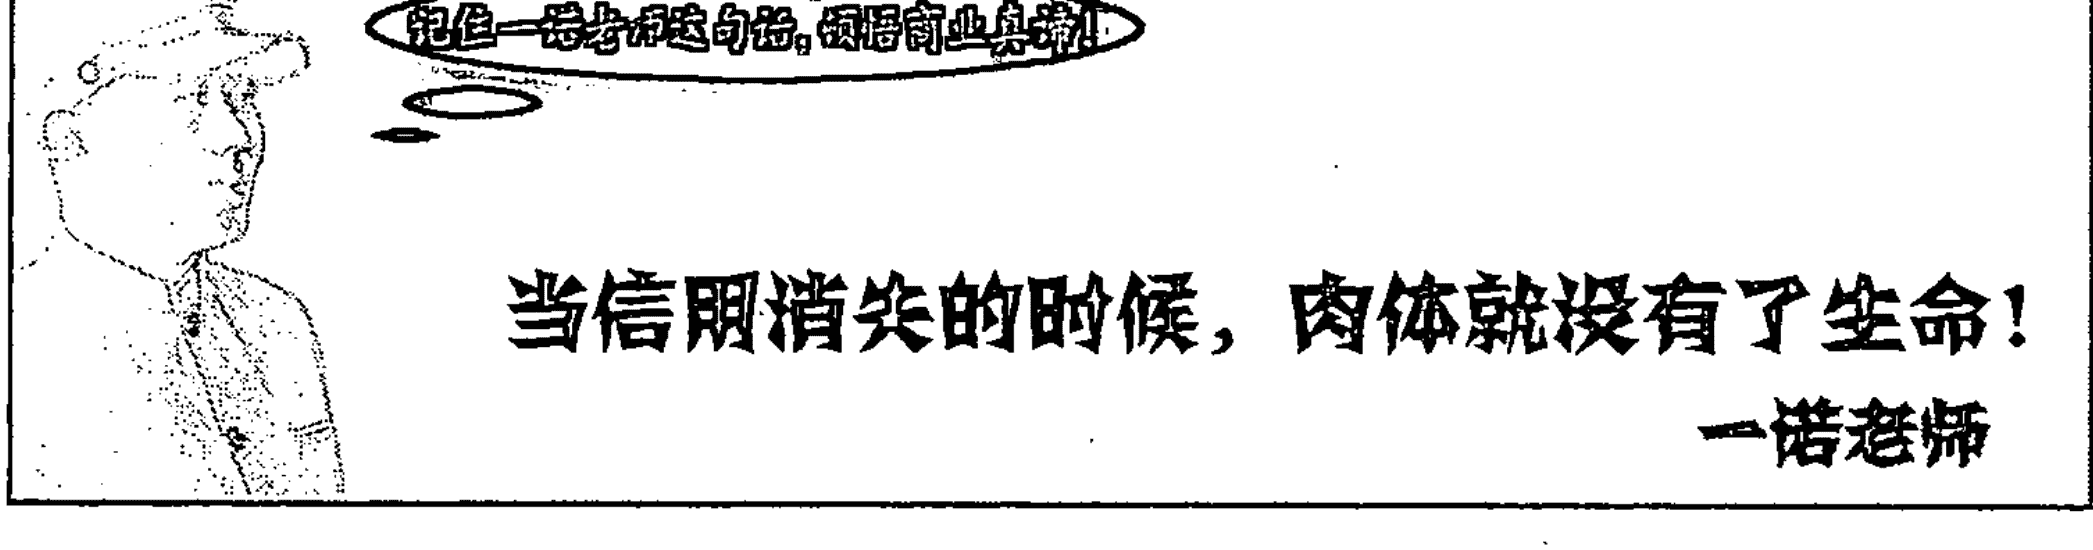 记住一诺老师这句话，领悟商业真谛！
当信用消失的时候，肉体就没有了生命！
一诺老师